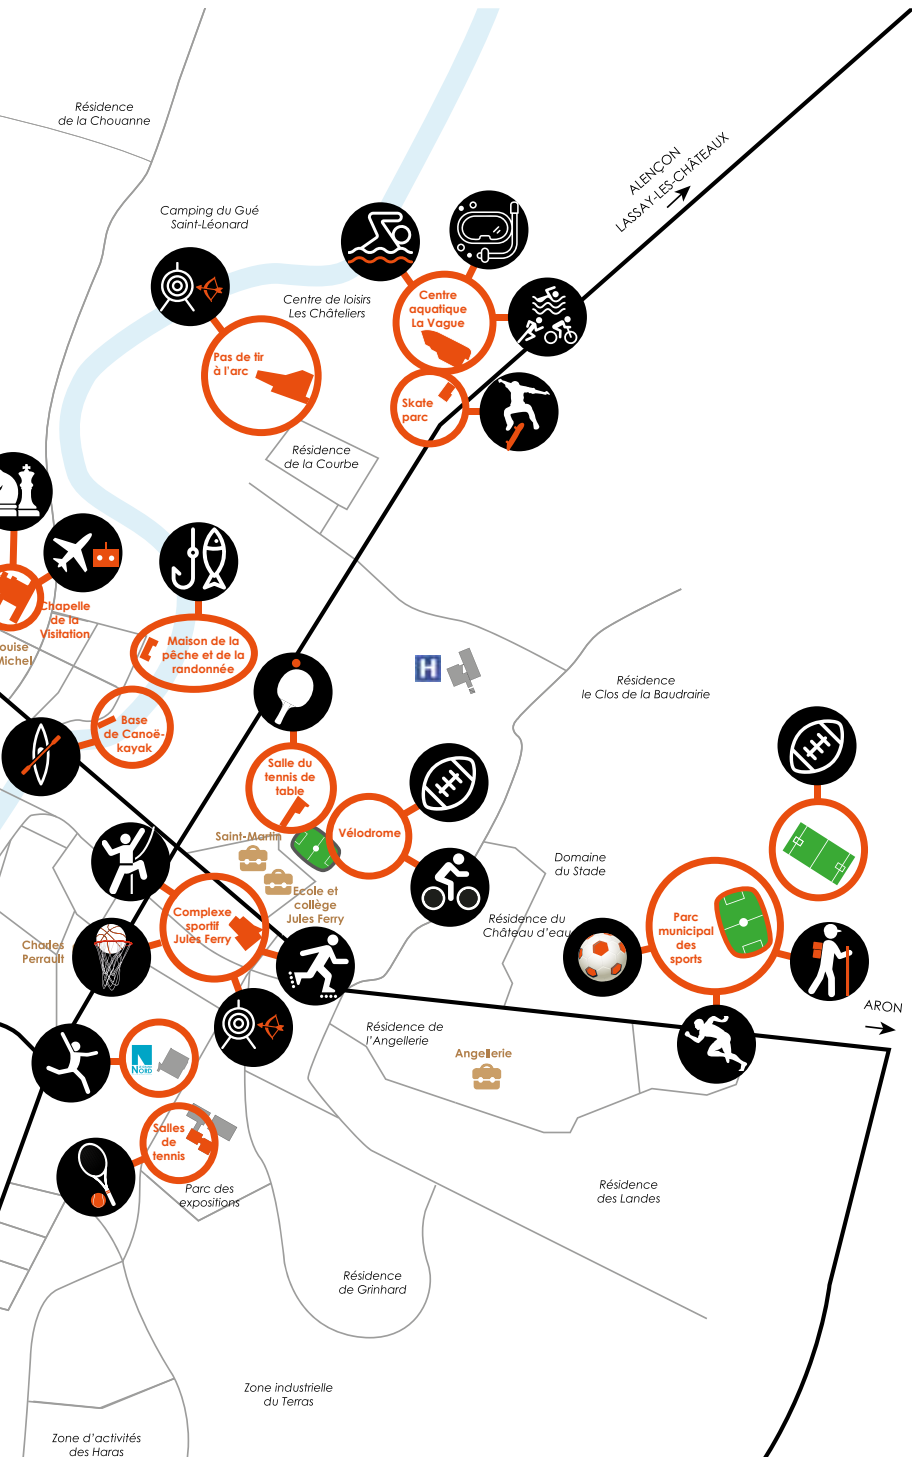 Résidence
de la Chouanne
ALENÇON
LASSAY-LES-CHÂTEAUX
Camping du Gué
Saint-Léonard
Centre de loisirs
Les Châteliers
Centre
aquatique
La Vague
Pas de tir
à l'arc
Skate
parc
Résidence
de la Courbe
Chapelle
de la
Visitation
ouise
Michel
Maison de la
pêche et de la
randonnée
H
Résidence
le Clos de la Baudrairie
Base
de Canoë-
kayak
Salle du
tennis de
table
Vélodrome
Saint-Martin
Ecole et
collège
Jules Ferry
Domaine
du Stade
Complexe
sportif
Jules Ferry
Résidence du
Château d'eau
Parc
municipal
des
sports
Charles
Perrault
ARON
Résidence de
l'Angellerie
Angellerie
N
NORD
Salles
de
tennis
Parc des
expositions
Résidence
des Landes
Résidence
de Grinhard
Zone industrielle
du Terras
Zone d'activités
des Haras